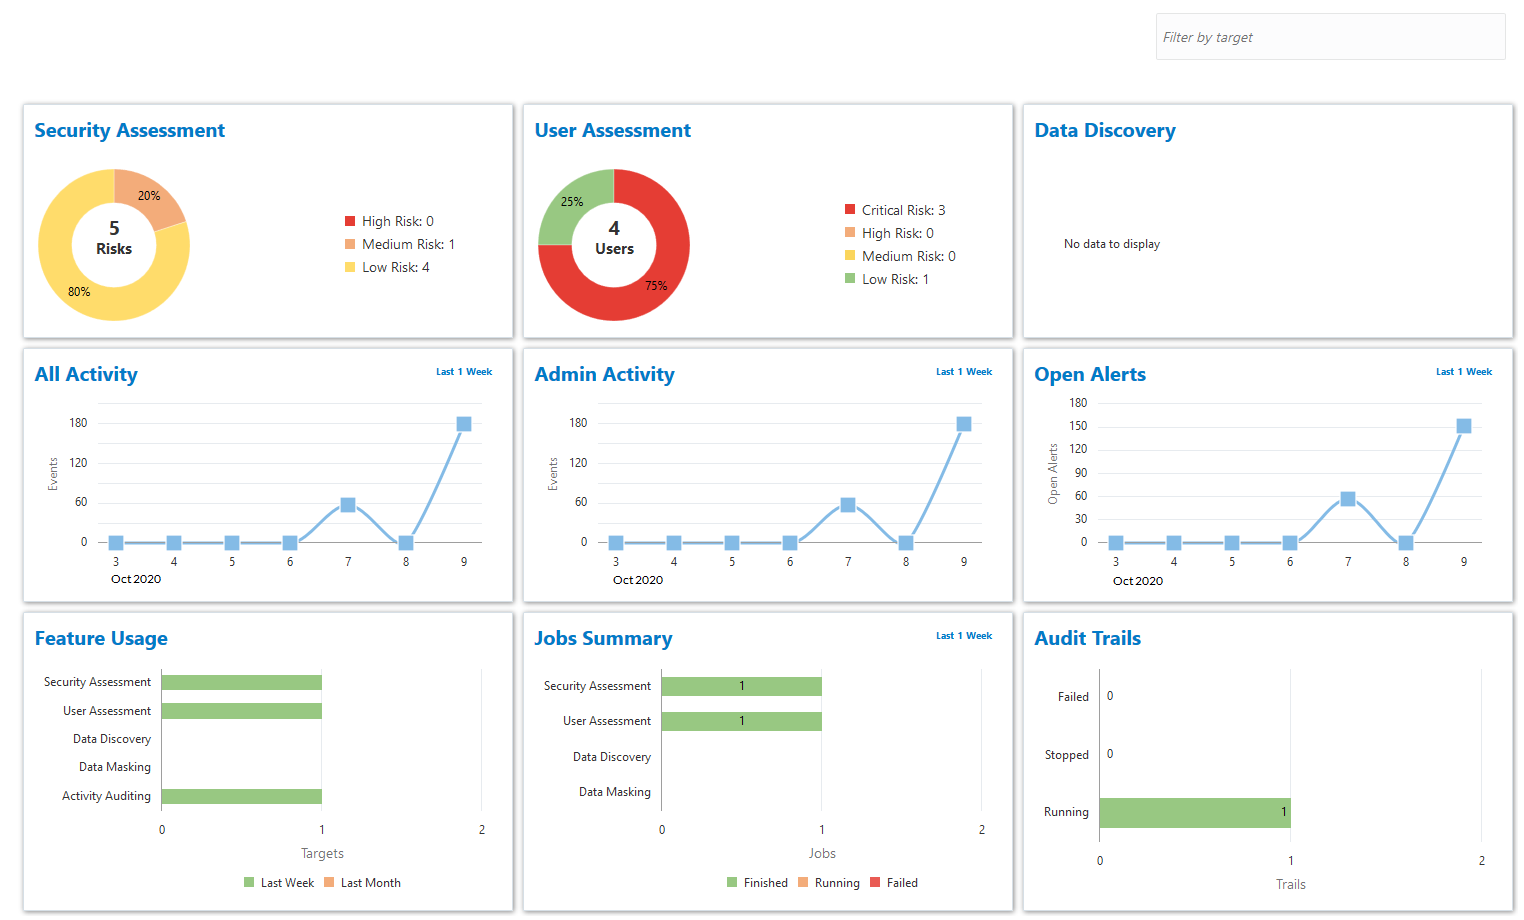 Filter by target
Security Assessment
20%
5
Risks
80%
High Risk: 0
Medium Risk: 1
Low Risk: 4
User Assessment
25%
4
Users
75%
Critical Risk: 3
High Risk: 0
Medium Risk: 0
Low Risk: 1
Data Discovery
No data to display
All Activity
Last 1 Week
180
120
60
0
Events
3 4 5 6 7 8 9
Oct 2020
Admin Activity
Last 1 Week
180
120
60
0
Events
3 4 5 6 7 8 9
Oct 2020
Open Alerts
Last 1 Week
180
150
120
90
60
30
0
Open Alerts
3 4 5 6 7 8 9
Oct 2020
Feature Usage
Security Assessment
User Assessment
Data Discovery
Data Masking
Activity Auditing
0 1 2
Targets
Last Week Last Month
Jobs Summary
Last 1 Week
Security Assessment 1
User Assessment 1
Data Discovery
Data Masking
0 1 2
Jobs
Finished Running Failed
Audit Trails
Failed 0
Stopped 0
Running 1
0 1 2
Trails